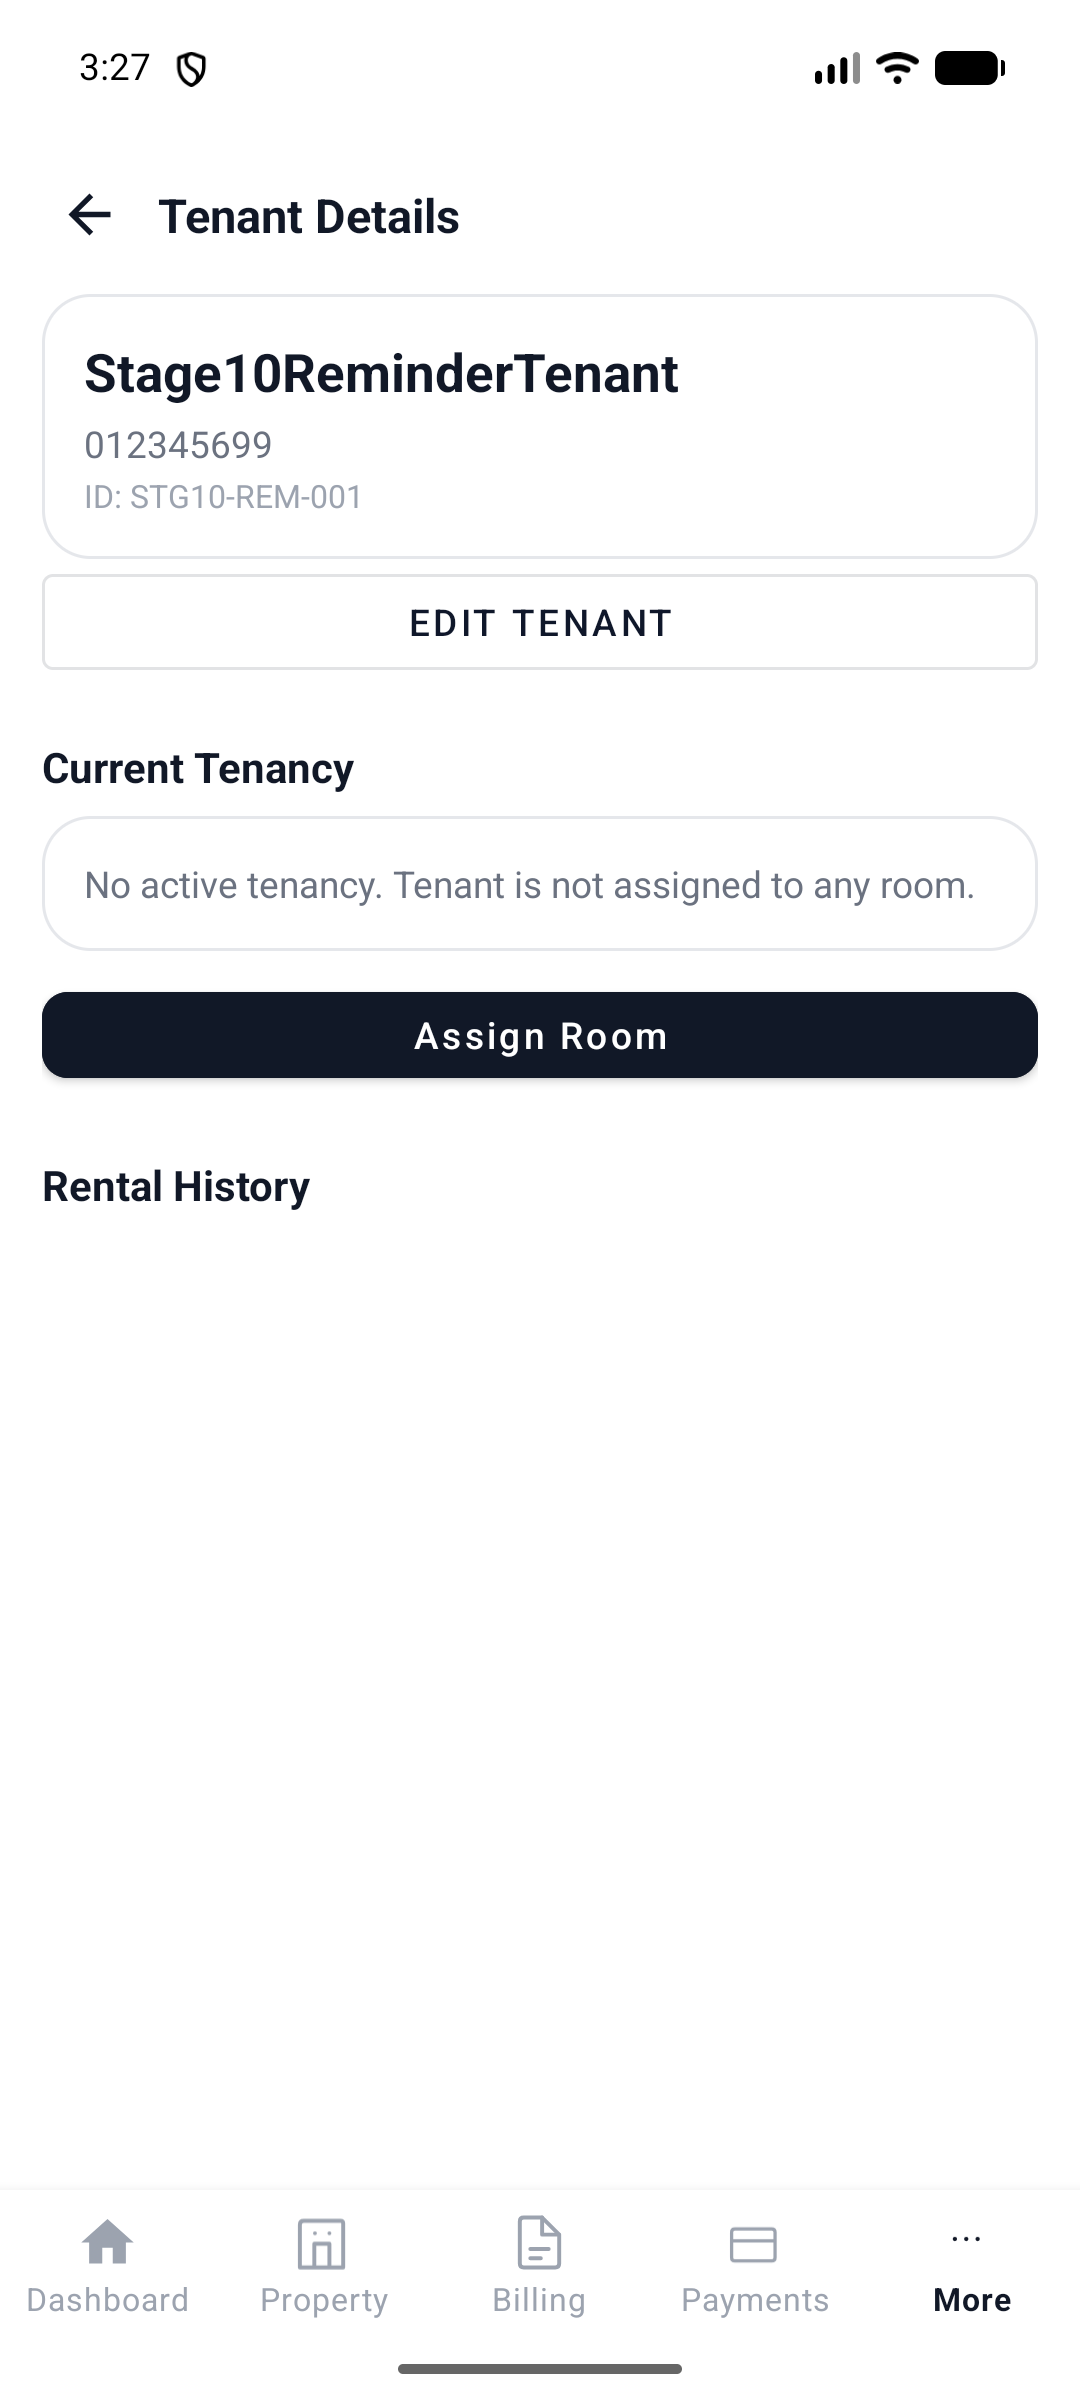 3:27
Tenant Details
Stage10ReminderTenant
012345699
ID: STG10-REM-001
EDIT TENANT
Current Tenancy
No active tenancy. Tenant is not assigned to any room.
Assign Room
Rental History
Dashboard
Property
Billing
Payments
More